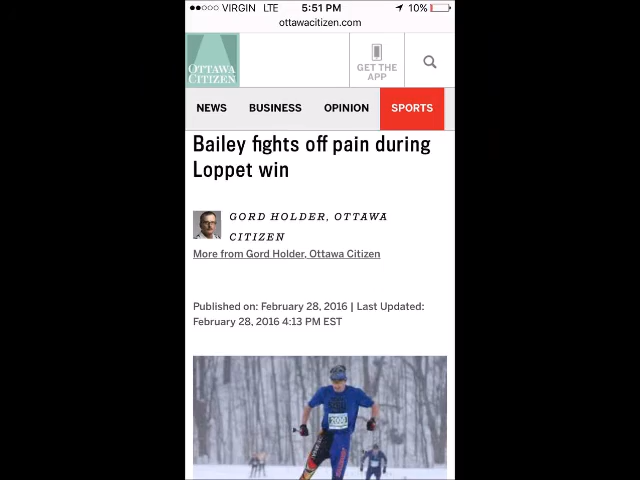 VIRGIN LTE 5:51 PM 10%
ottawacitizen.com
OTTAWA
CITIZEN
GET THE
APP
NEWS BUSINESS OPINION SPORTS
Bailey fights off pain during
Loppet win
GORD HOLDER, OTTAWA
CITIZEN
More from Gord Holder, Ottawa Citizen
Published on: February 28, 2016 | Last Updated:
February 28, 2016 4:13 PM EST